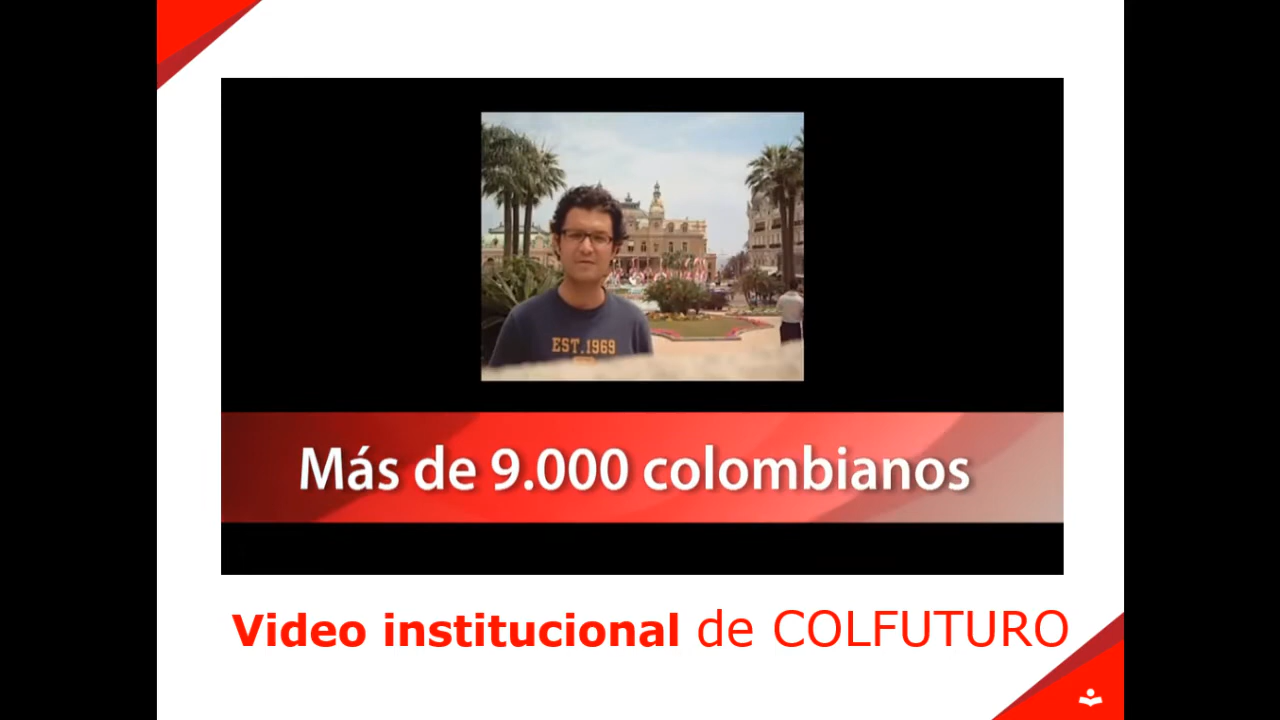 EST.1969
Más de 9.000 colombianos
Video institucional de COLFUTURO